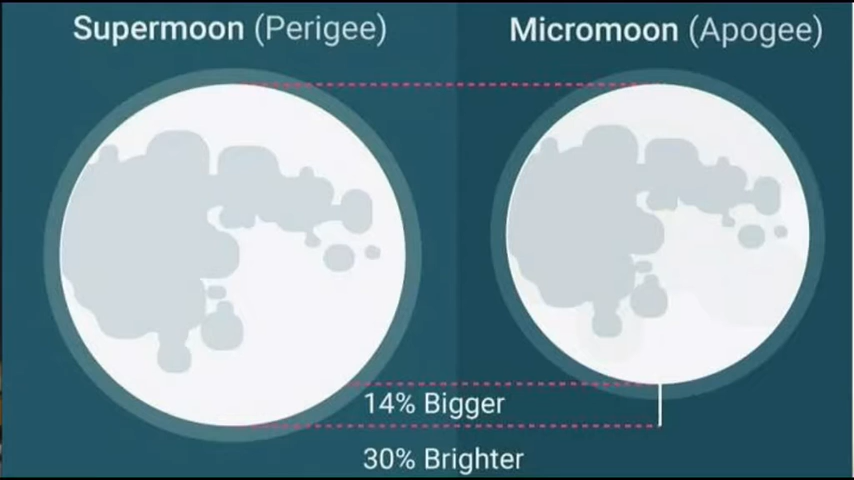 Supermoon (Perigee)
Micromoon (Apogee)
14% Bigger
30% Brighter